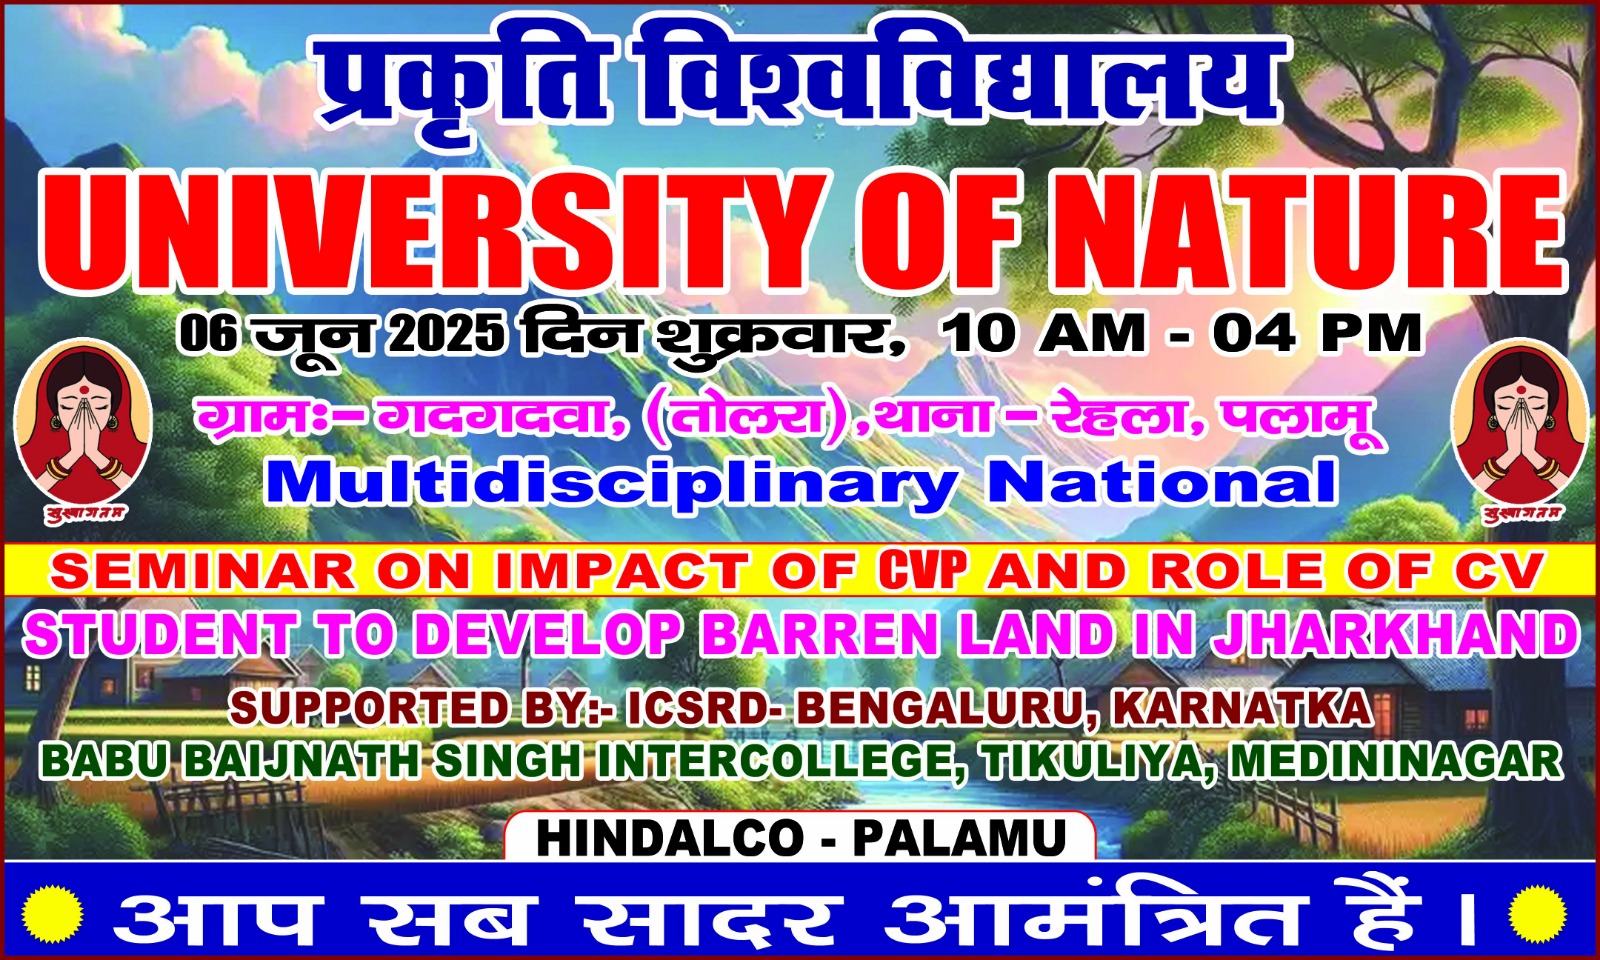 प्रकृति विश्वविद्यालय
UNIVERSITY OF NATURE
06 जून 2025 दिन शुक्रवार, 10 AM - 04 PM
ग्रामः- गदगदवा, (तोलरा),थाना - रेहला, पलामू
Multidisciplinary National
सुस्वागतम
सुस्वागतम
SEMINAR ON IMPACT OF CVP AND ROLE OF CV
STUDENT TO DEVELOP BARREN LAND IN JHARKHAND
SUPPORTED BY:- ICSRD- BENGALURU, KARNATKA
BABU BAIJNATH SINGH INTERCOLLEGE, TIKULIYA, MEDININAGAR
HINDALCO - PALAMU
आप सब सादर आमंत्रित हैं ।